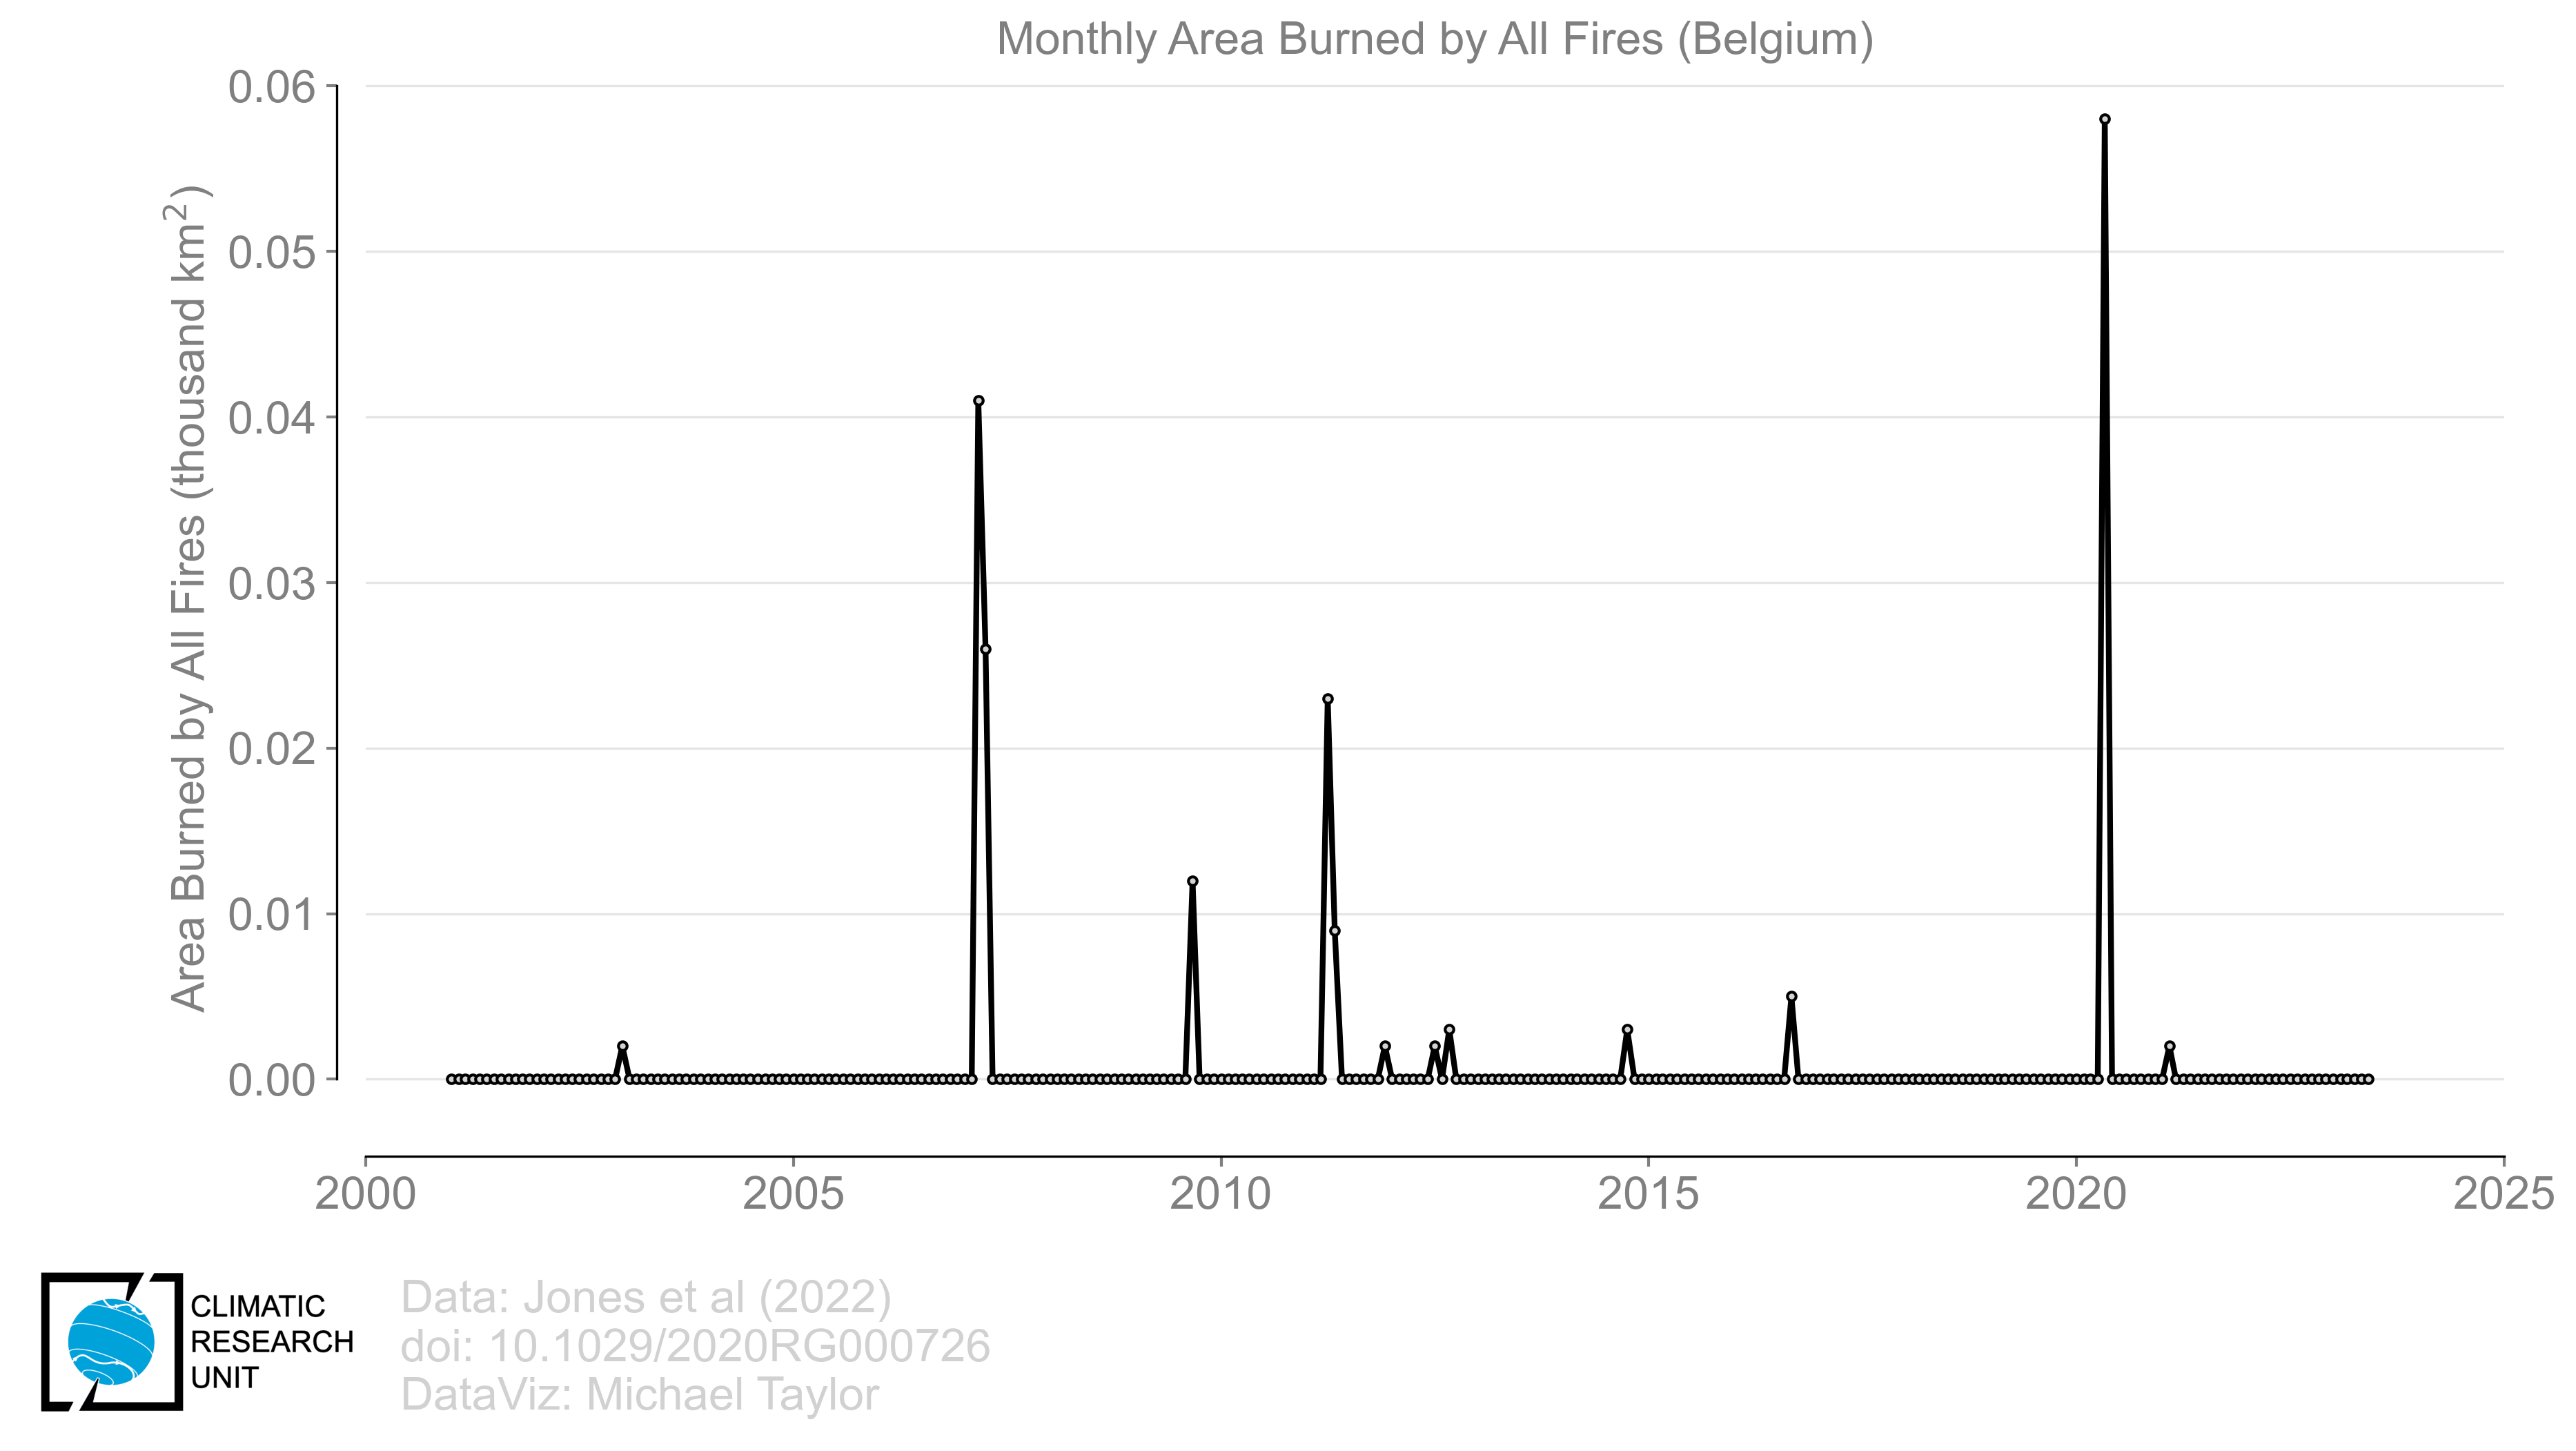 Monthly Area Burned by All Fires (Belgium)
Area Burned by All Fires (thousand km²)
0.06
0.05
0.04
0.03
0.02
0.01
0.00
2000 2005 2010 2015 2020 2025
CLIMATIC
RESEARCH
UNIT
Data: Jones et al (2022)
doi: 10.1029/2020RG000726
DataViz: Michael Taylor